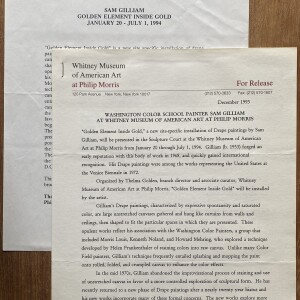 SAM GILLIAM
GOLDEN ELEMENT INSIDE GOLD
JANUARY 20 - JULY 1, 1994
Whitney Museum
of American Art
at Philip Morris
For Release
120 Park Avenue New York, New York 10017
December 1993
WASHINGTON COLOR SCHOOL PAINTER SAM GILLIAM
AT WHITNEY MUSEUM OF AMERICAN ART AT PHILIP MORRIS
"Golden Element Inside Gold," a new site-specific installation of Drape paintings by Sam
Gilliam, will be presented in the Sculpture Court at the Whitney Museum of American
Art at Philip Morris from January 20 through July 1, 1994. Gilliam (b. 1933) forged an
early reputation with this body of work in 1968, and quickly gained international
recognition. His Drape paintings were among the works representing the United States at
the Venice Biennale in 1972.
Organized by Thelma Golden, branch director and associate curator, Whitney
Museum of American Art at Philip Morris, "Golden Element Inside Gold" will be installed
by the artist.
Gilliam's Drape paintings, characterized by expressive spontaneity and saturated
color, are large unstretched canvases gathered and hung like curtains from walls and
ceilings, then shaped to fit the particular spaces in which they are presented. These
opulent works reflect his association with the Washington Color Painters, a group that
included Morris Louis, Kenneth Noland, and Howard Mehring, who explored a technique
developed by Helen Frankenthaler of staining colors into raw canvas. Unlike many Color
Field painters, Gilliam's technique frequently entailed splashing and mopping the paint
onto rolled, folded, and crumpled canvas to enhance the color effects.
In the mid 1970s, Gilliam abandoned the improvisational process of staining and use
of unstretched canvas in favor of a more controlled exploration of sculptural form. He has
recently returned to a new phase of Drape paintings after a nearly twenty year hiatus and
his new works incorporate many of these formal concerns. The new works explore more